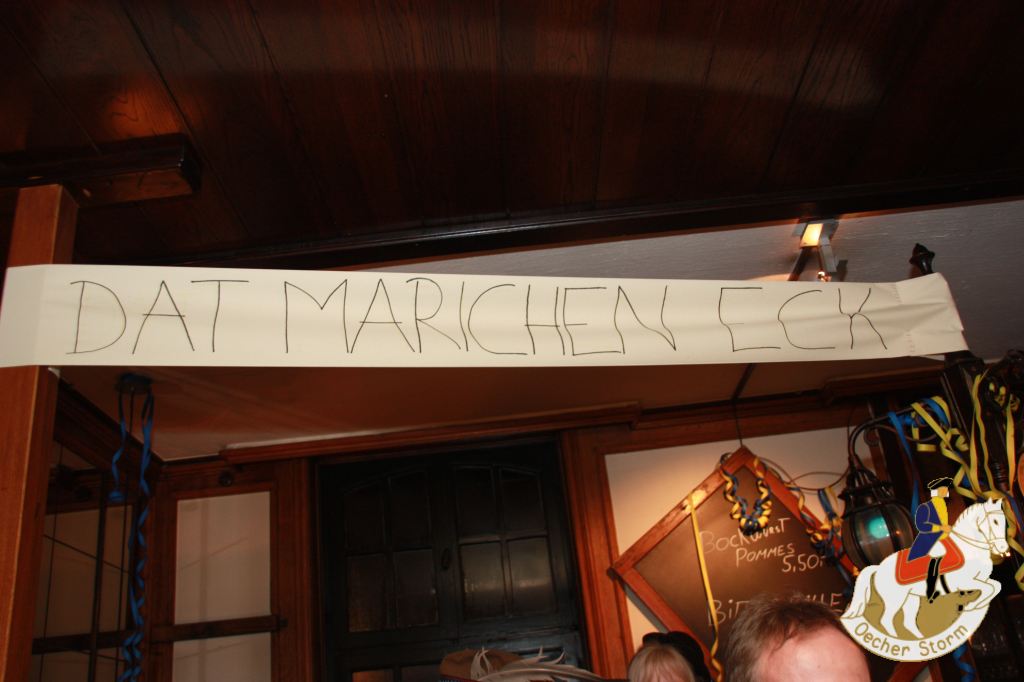 DAT MARICHEN ECK
BOCKWURST
POMMES
5,50
Oecher Storm